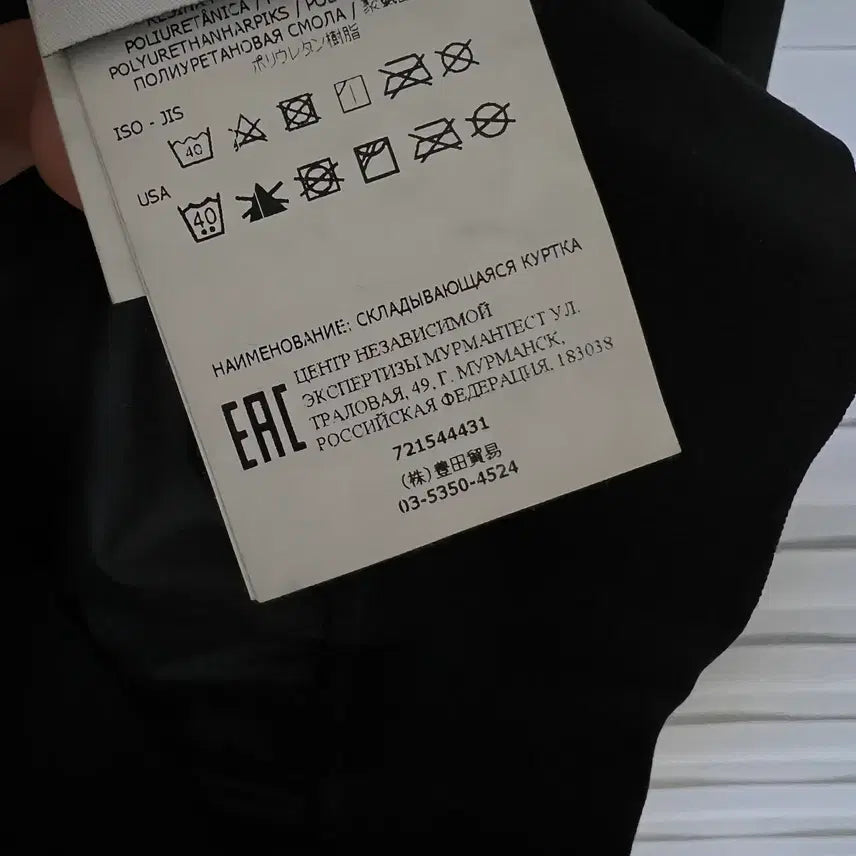 POLIURETÂNICA /
POLYURETHANHARPIKS /
ПОЛИУРЕТАНОВАЯ СМОЛА /
ポリウレタン樹脂
ISO - JIS
40
USA
40
НАИМЕНОВАНИЕ: СКЛАДЫВАЮЩАЯСЯ КУРТКА
ЦЕНТР НЕЗАВИСИМОЙ
ЭКСПЕРТИЗЫ МУРМАНТЕСТ УЛ.
ТРАЛОВАЯ, 49, Г. МУРМАНСК,
РОССИЙСКАЯ ФЕДЕРАЦИЯ. 183038
EAC
721544431
(株) 豊田貿易
03-5350-4524